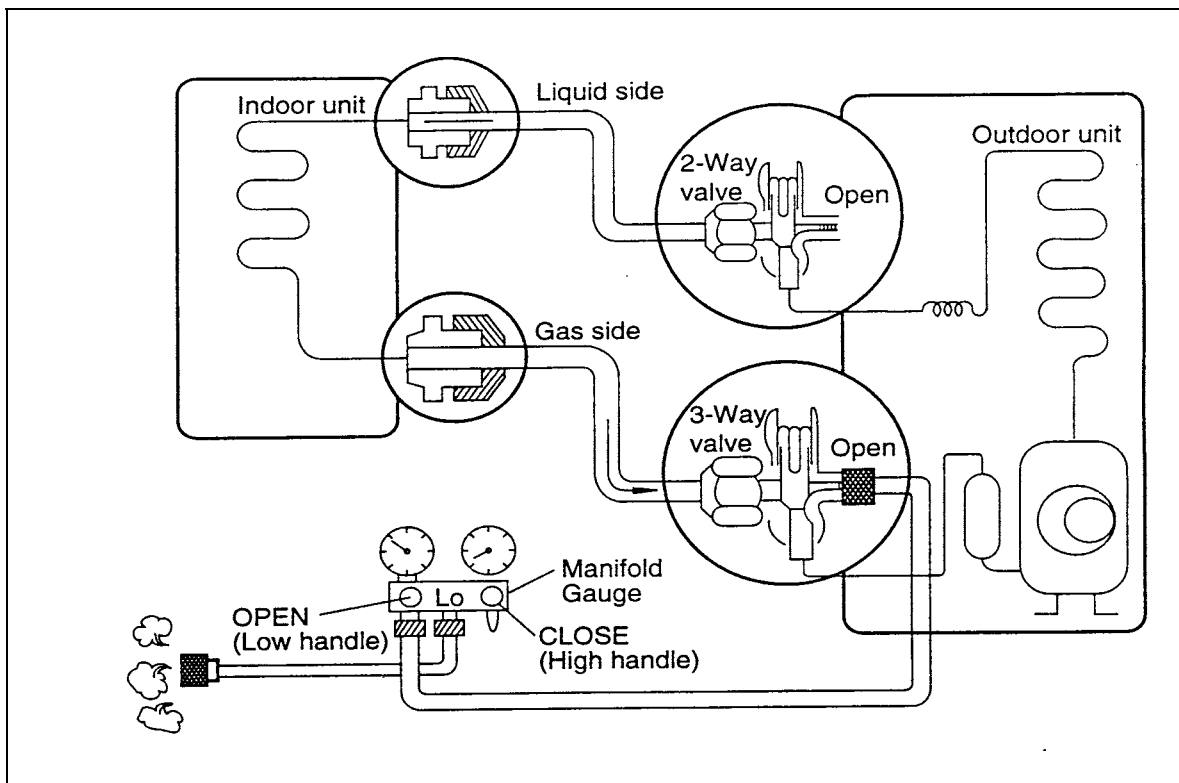 Indoor unit
Liquid side
Outdoor unit
2-Way
valve
Open
Gas side
3-Way
valve
Open
Manifold
Gauge
Lo
OPEN
(Low handle)
CLOSE
(High handle)